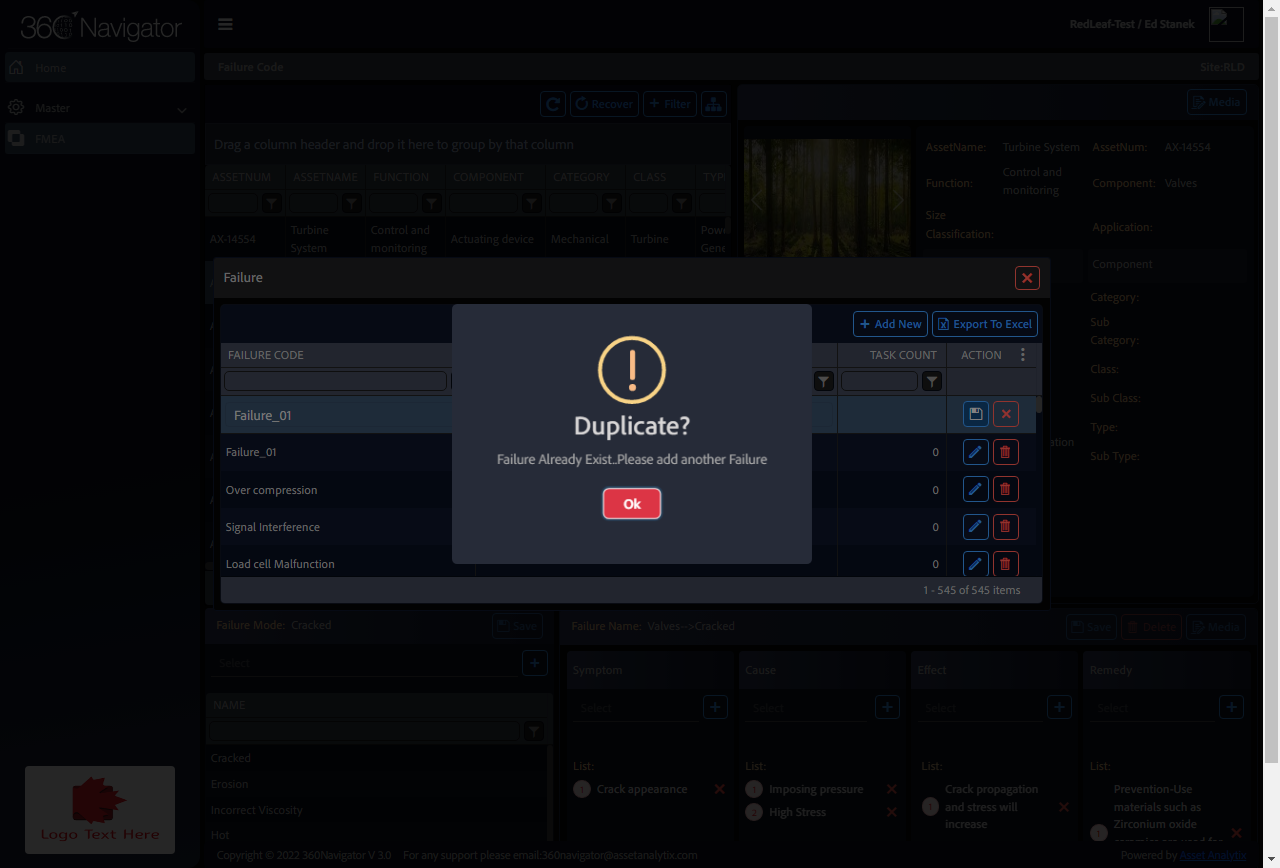 360 Navigator
RedLeaf-Test / Ed Stanek
Home
Master
FMEA
Failure Code
Site:RLD
Recover
+ Filter
Media
Drag a column header and drop it here to group by that column
ASSETNUM
ASSETNAME
FUNCTION
COMPONENT
CATEGORY
CLASS
TYP
AX-14554
Turbine System
Control and monitoring
Actuating device
Mechanical
Turbine
Powe
Gene
AssetName: Turbine System AssetNum: AX-14554
Function: Control and monitoring Component: Valves
Size Classification:
Application:
Component
Category:
Sub Category:
Class:
Sub Class:
Type:
Sub Type:
ation
Failure
+ Add New
Export To Excel
FAILURE CODE
TASK COUNT
ACTION
Failure_01
Failure_01 0
Over compression 0
Signal Interference 0
Load cell Malfunction 0
1 - 545 of 545 items
Duplicate?
Failure Already Exist..Please add another Failure
Ok
Failure Mode: Cracked
Save
Select
NAME
Cracked
Erosion
Incorrect Viscosity
Hot
Failure Name: Valves-->Cracked
Save
Delete
Media
Symptom
Select
List:
1 Crack appearance
Cause
Select
List:
1 Imposing pressure
2 High Stress
Effect
Select
List:
1 Crack propagation
and stress will
increase
Remedy
Select
List:
1 Prevention-Use
materials such as
Zirconium oxide
Logo Text Here
Copyright © 2022 360Navigator V 3.0 For any support please email:360navigator@assetanalytix.com
Powered by Asset Analytix